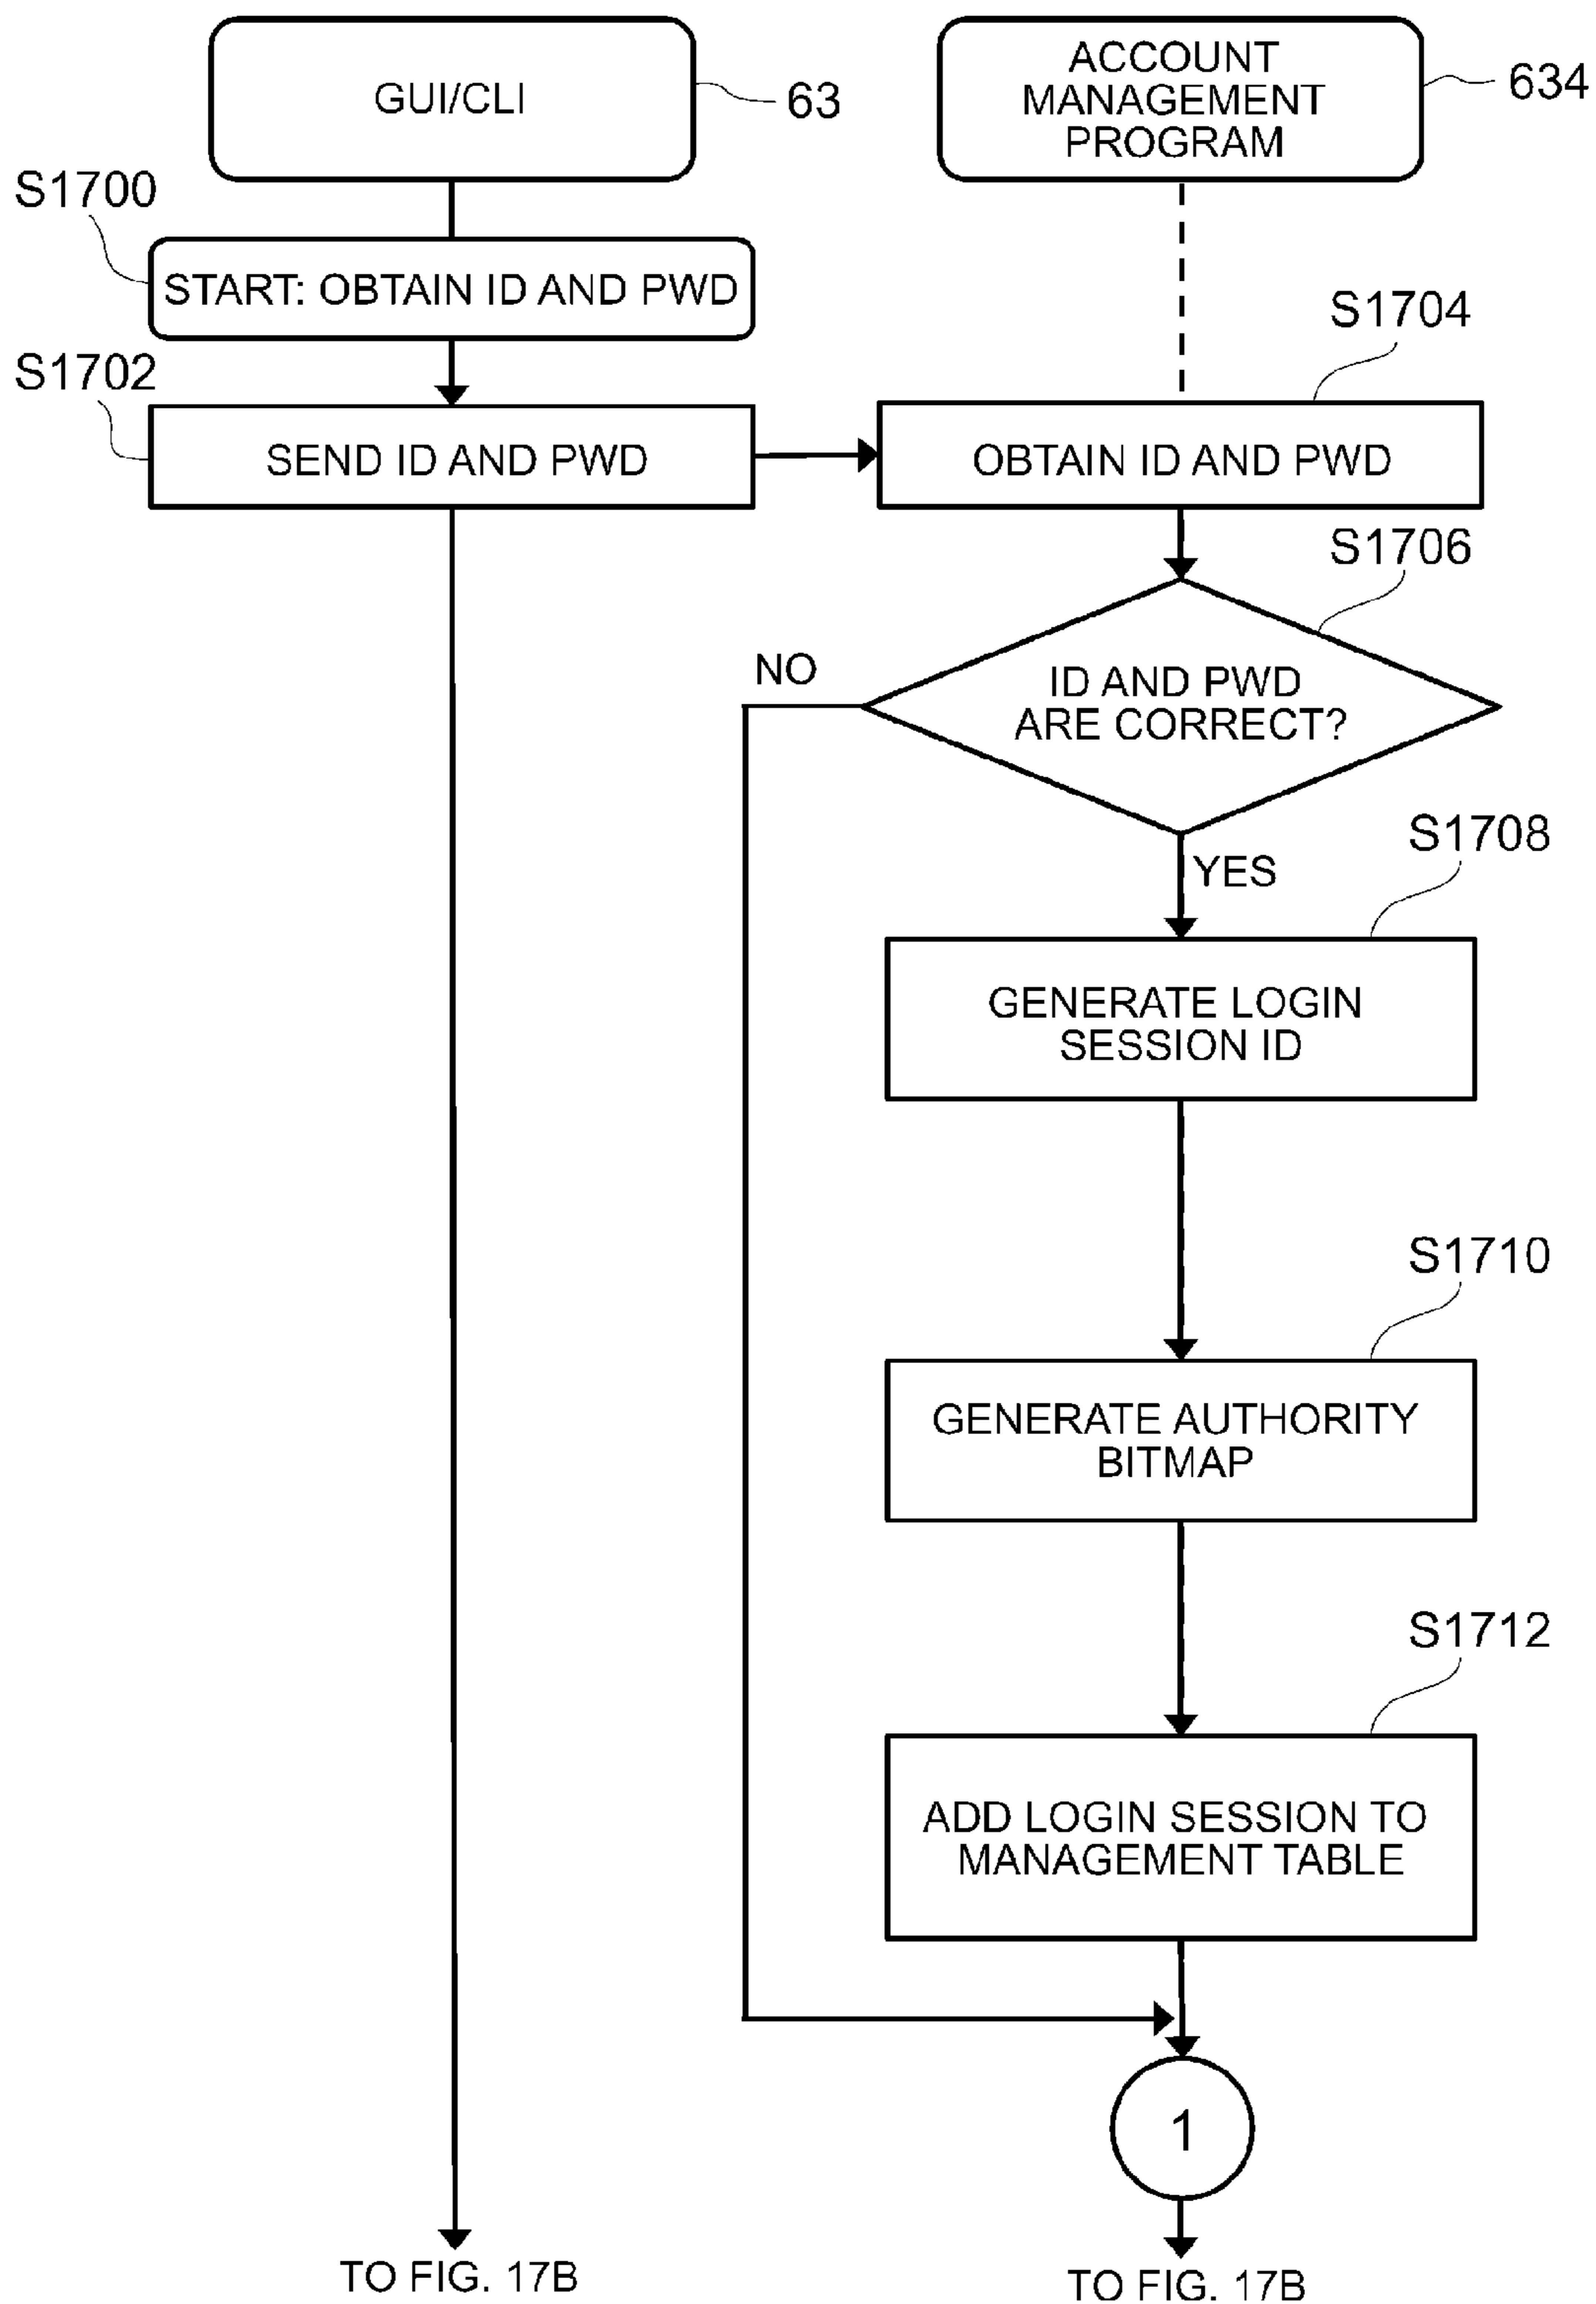 GUI/CLI
63
ACCOUNT
MANAGEMENT
PROGRAM
634
S1700
START: OBTAIN ID AND PWD
S1702
SEND ID AND PWD
S1704
OBTAIN ID AND PWD
S1706
ID AND PWD
ARE CORRECT?
NO
YES
S1708
GENERATE LOGIN
SESSION ID
S1710
GENERATE AUTHORITY
BITMAP
S1712
ADD LOGIN SESSION TO
MANAGEMENT TABLE
1
TO FIG. 17B
TO FIG. 17B